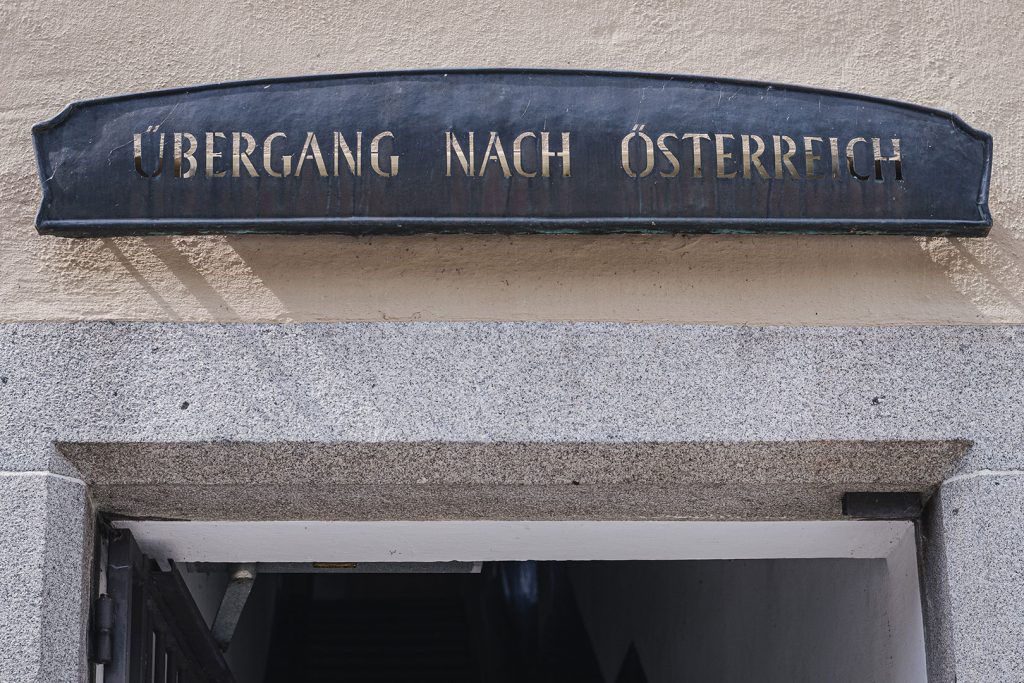 ÜBERGANG NACH ÖSTERREICH